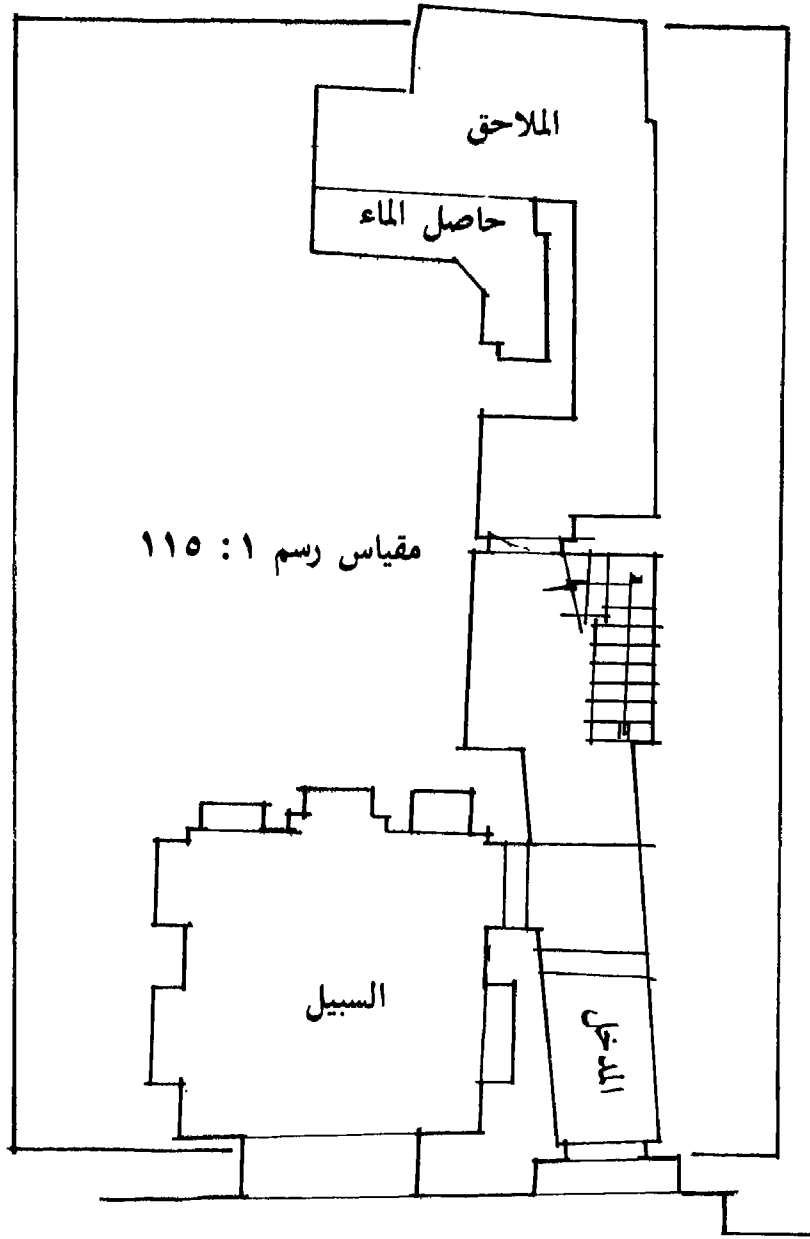 الملاحق
حاصل الماء
مقياس رسم ١ : ١١٥
السبيل
المدخل